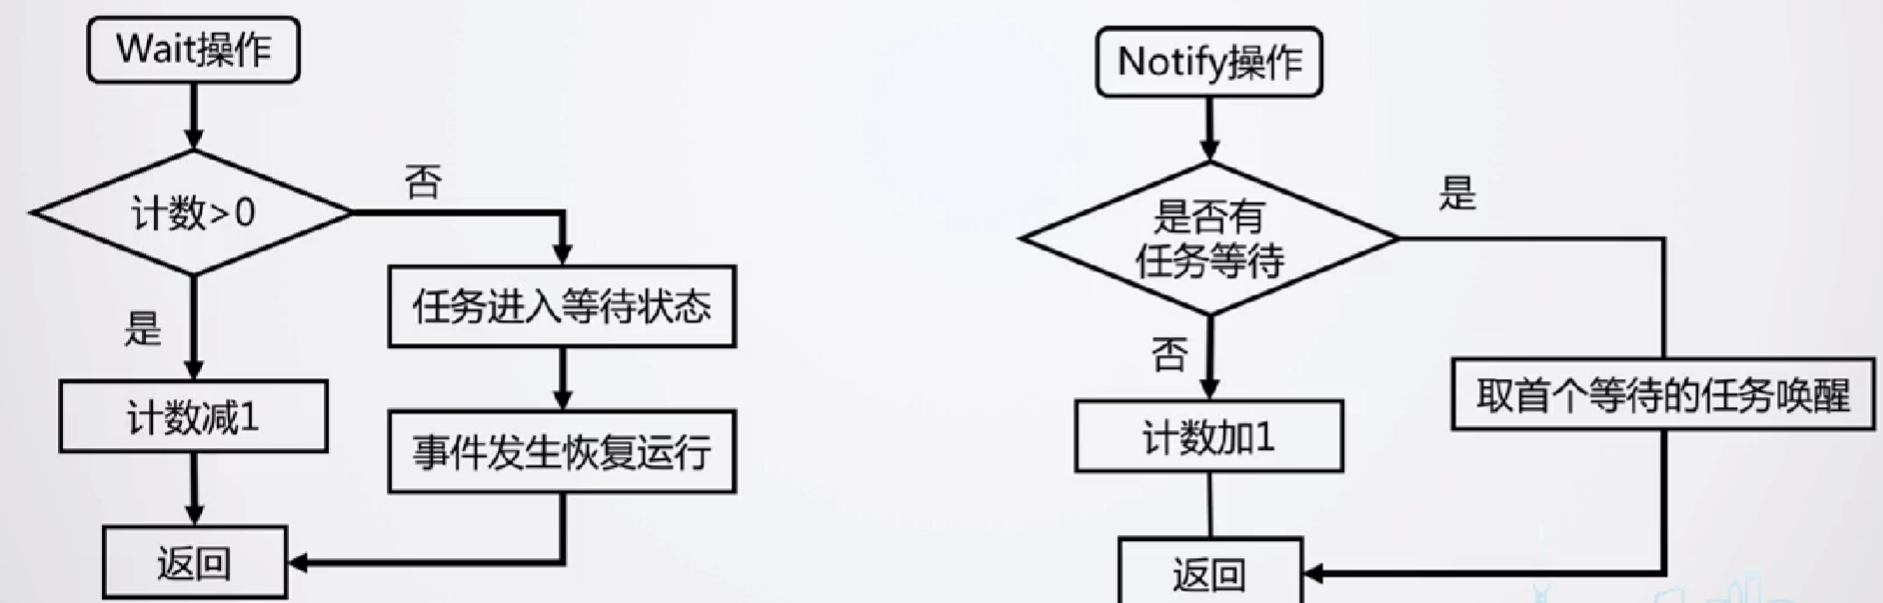 Wait操作
计数>0
否
是
任务进入等待状态
计数减1
事件发生恢复运行
返回
Notify操作
是否有
任务等待
是
否
取首个等待的任务唤醒
计数加1
返回